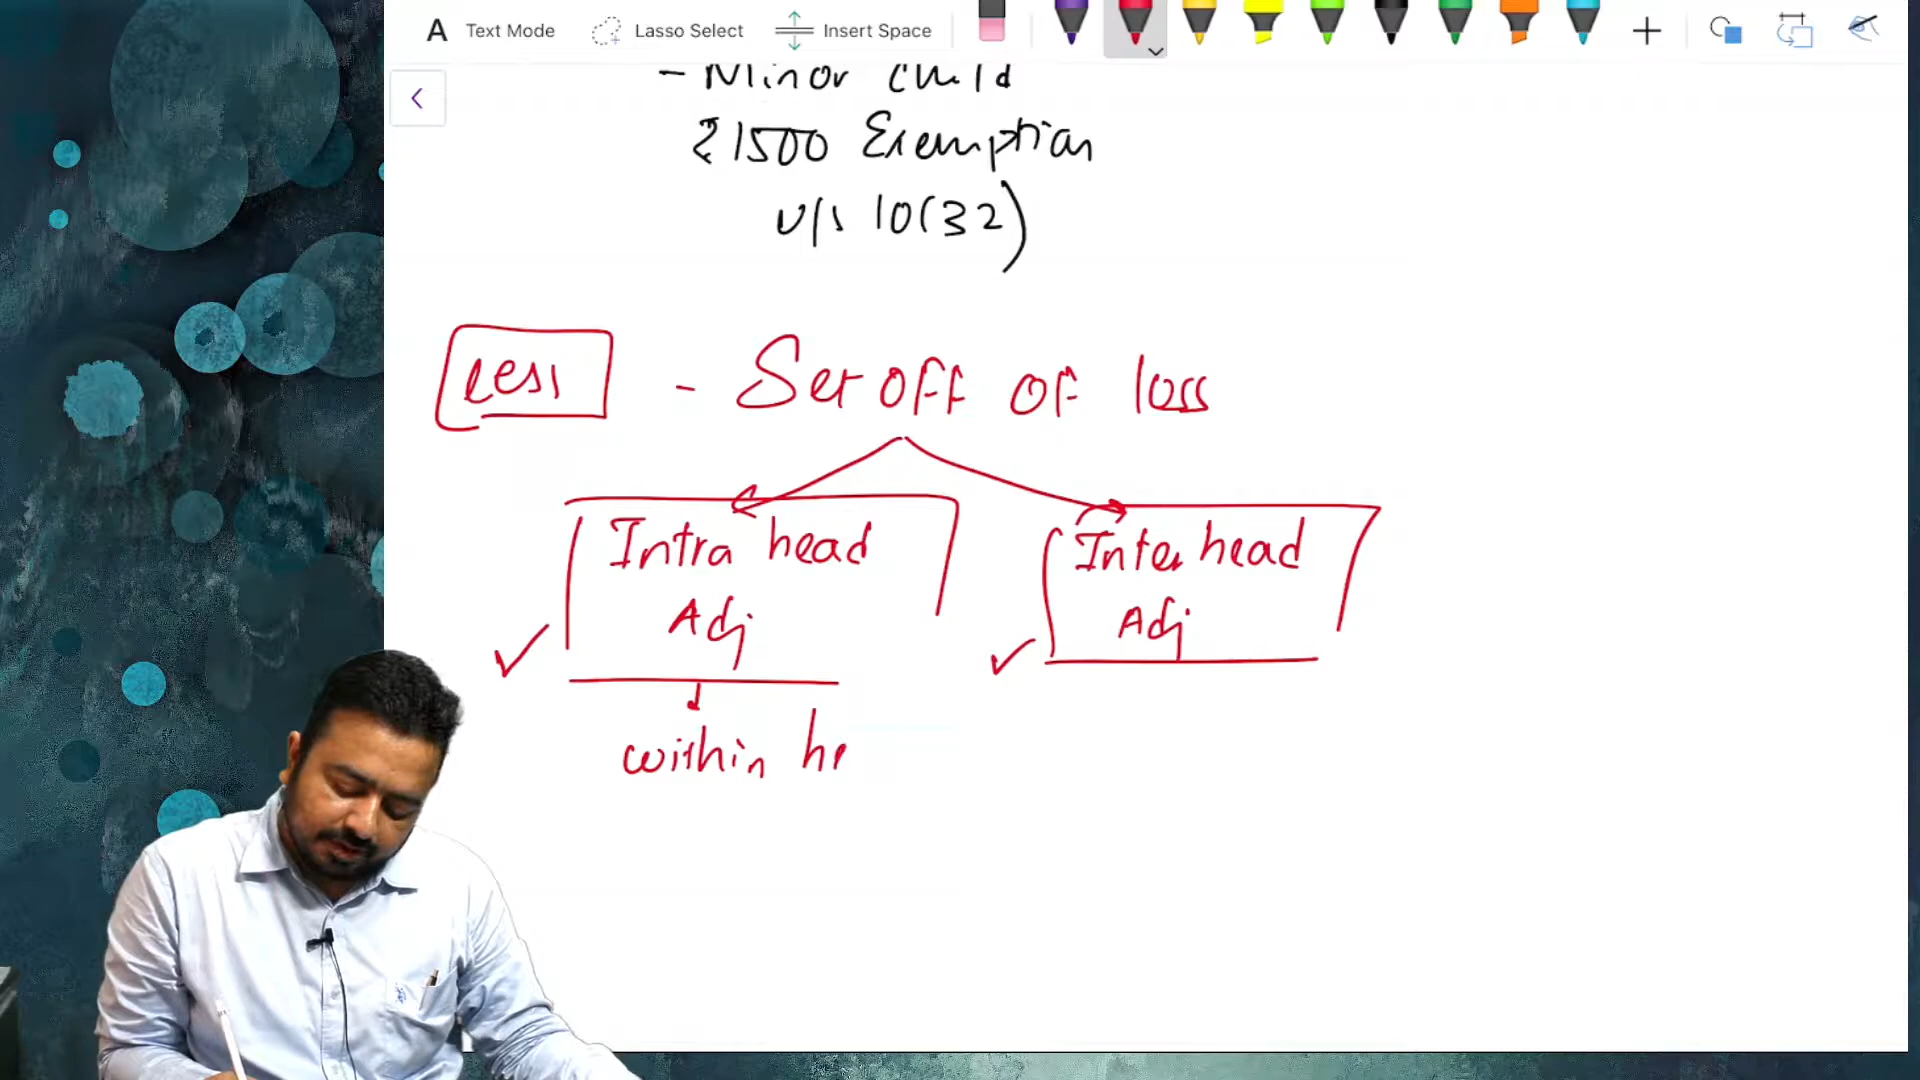 A Text Mode Lasso Select Insert Space
- Minor Child
₹1500 Exemption
u/s 10(32)
Less - Set off of loss
Intra head Inter head
Adj Adj
within he